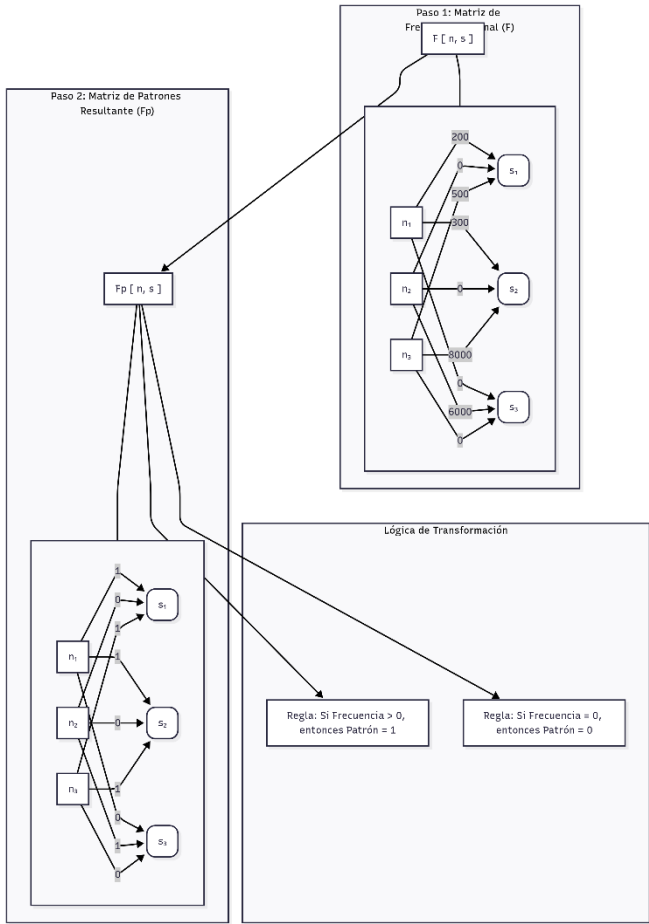 Paso 1: Matriz de
Fre nal (F)
F [ n, s ]
200
0
500
300
0
8000
0
6000
0
n₁
n₂
n₃
s₁
s₂
s₃
Paso 2: Matriz de Patrones
Resultante (Fp)
Fp [ n, s ]
1
0
1
1
0
1
0
1
0
n₁
n₂
s₁
s₂
s₃
Lógica de Transformación
Regla: Si Frecuencia > 0,
entonces Patrón = 1
Regla: Si Frecuencia = 0,
entonces Patrón = 0